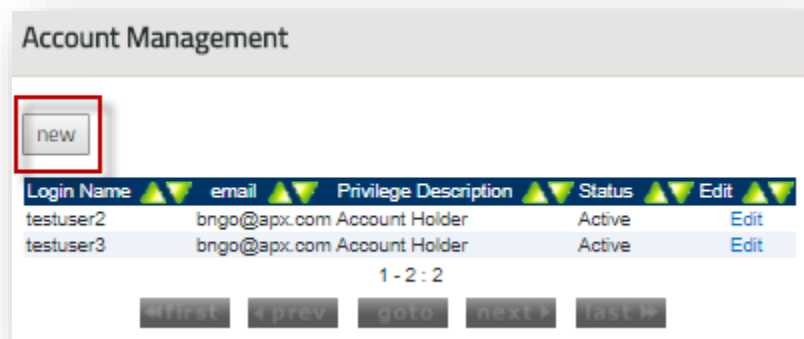 Account Management
new
Login Name email Privilege Description Status Edit
testuser2 bngo@apx.com Account Holder Active Edit
testuser3 bngo@apx.com Account Holder Active Edit
1 - 2 : 2
first prev goto next last